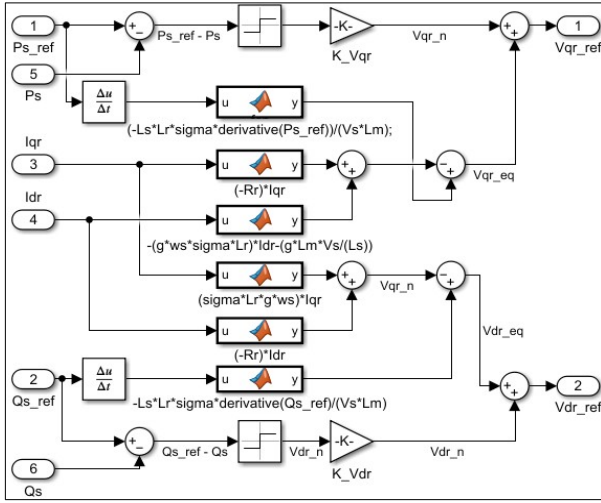 1
Ps_ref
+
-
Ps_ref - Ps
-K-
K_Vqr
Vqr_n
+
+
1
Vqr_ref
5
Ps
Δu
Δt
u y
(-Ls*Lr*sigma*derivative(Ps_ref))/(Vs*Lm);
Iqr
3
u y
(-Rr)*Iqr
+
+
-
+
Vqr_eq
Idr
4
u y
-(g*ws*sigma*Lr)*Idr-(g*Lm*Vs/(Ls))
u y
(sigma*Lr*g*ws)*Iqr
+
+
Vqr_n
-
+
u y
(-Rr)*Idr
Vdr_eq
2
Qs_ref
Δu
Δt
u y
-Ls*Lr*sigma*derivative(Qs_ref)/(Vs*Lm)
+
+
2
Vdr_ref
+
-
Qs_ref - Qs
Vdr_n
-K-
K_Vdr
Vdr_n
6
Qs